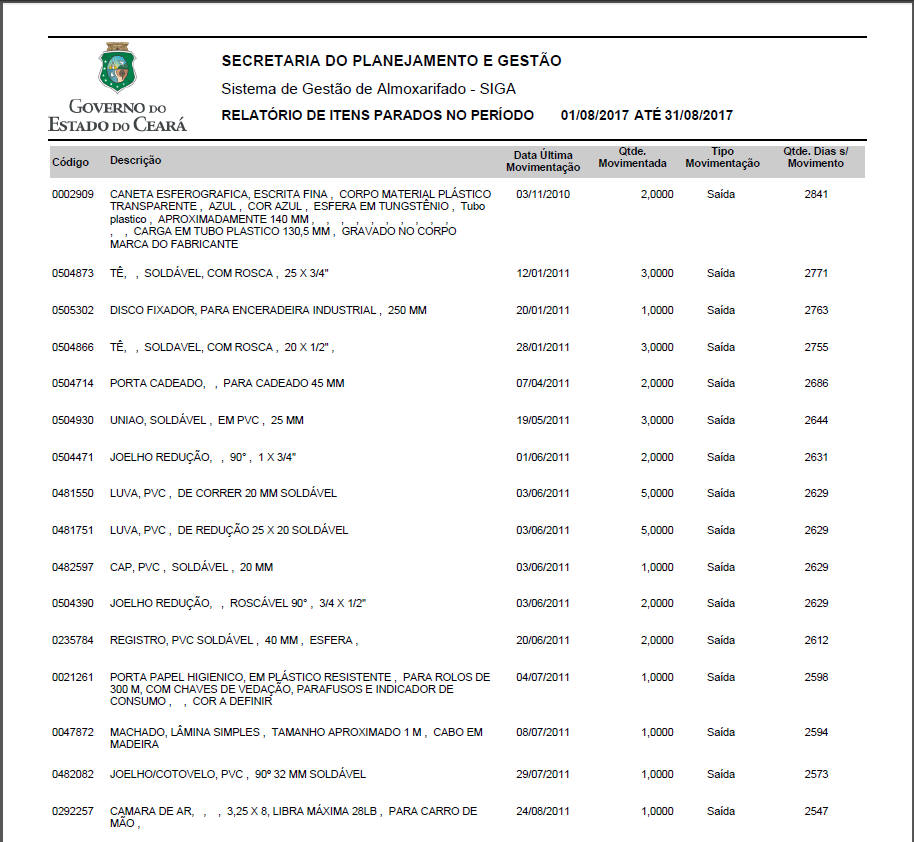 GOVERNO DO
ESTADO DO CEARÁ
SECRETARIA DO PLANEJAMENTO E GESTÃO
Sistema de Gestão de Almoxarifado - SIGA
RELATÓRIO DE ITENS PARADOS NO PERÍODO 01/08/2017 ATÉ 31/08/2017
Código Descrição Data Última Movimentação Qtde. Movimentada Tipo Movimentação Qtde. Dias s/ Movimento
0002909 CANETA ESFEROGRAFICA, ESCRITA FINA , CORPO MATERIAL PLÁSTICO 03/11/2010 2,0000 Saída 2841
TRANSPARENTE , AZUL , COR AZUL , ESFERA EM TUNGSTÊNIO , Tubo
plastico , APROXIMADAMENTE 140 MM , , , , , , , , , ,
, , CARGA EM TUBO PLASTICO 130,5 MM , GRAVADO NO CORPO
MARCA DO FABRICANTE
0504873 TÊ, , SOLDÁVEL, COM ROSCA , 25 X 3/4" 12/01/2011 3,0000 Saída 2771
0505302 DISCO FIXADOR, PARA ENCERADEIRA INDUSTRIAL , 250 MM 20/01/2011 1,0000 Saída 2763
0504866 TÊ, , SOLDAVEL, COM ROSCA , 20 X 1/2" , 28/01/2011 3,0000 Saída 2755
0504714 PORTA CADEADO, , PARA CADEADO 45 MM 07/04/2011 2,0000 Saída 2686
0504930 UNIAO, SOLDÁVEL , EM PVC , 25 MM 19/05/2011 3,0000 Saída 2644
0504471 JOELHO REDUÇÃO, , 90° , 1 X 3/4" 01/06/2011 2,0000 Saída 2631
0481550 LUVA, PVC , DE CORRER 20 MM SOLDÁVEL 03/06/2011 5,0000 Saída 2629
0481751 LUVA, PVC , DE REDUÇÃO 25 X 20 SOLDÁVEL 03/06/2011 5,0000 Saída 2629
0482597 CAP, PVC , SOLDÁVEL , 20 MM 03/06/2011 1,0000 Saída 2629
0504390 JOELHO REDUÇÃO, , ROSCÁVEL 90° , 3/4 X 1/2" 03/06/2011 2,0000 Saída 2629
0235784 REGISTRO, PVC SOLDÁVEL , 40 MM , ESFERA , 20/06/2011 2,0000 Saída 2612
0021261 PORTA PAPEL HIGIENICO, EM PLÁSTICO RESISTENTE , PARA ROLOS DE 04/07/2011 1,0000 Saída 2598
300 M, COM CHAVES DE VEDAÇÃO, PARAFUSOS E INDICADOR DE
CONSUMO , , COR A DEFINIR
0047872 MACHADO, LÂMINA SIMPLES , TAMANHO APROXIMADO 1 M , CABO EM 08/07/2011 1,0000 Saída 2594
MADEIRA
0482082 JOELHO/COTOVELO, PVC , 90º 32 MM SOLDÁVEL 29/07/2011 1,0000 Saída 2573
0292257 CAMARA DE AR, , , 3,25 X 8, LIBRA MÁXIMA 28LB , PARA CARRO DE 24/08/2011 1,0000 Saída 2547
MÃO ,